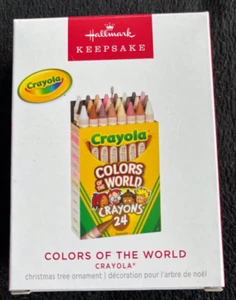 Hallmark
KEEPSAKE
Crayola
Crayola
COLORS
OF THE
WORLD
CRAYONS
24
COLORS OF THE WORLD
CRAYOLA®
christmas tree ornament | décoration pour l'arbre de noël